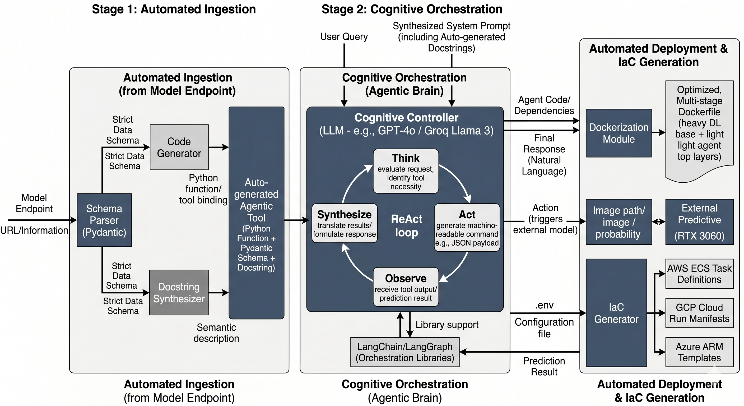 Stage 1: Automated Ingestion
Stage 2: Cognitive Orchestration
User Query
Synthesized System Prompt
(including Auto-generated
Docstrings)
Automated Ingestion
(from Model Endpoint)
Strict
Data
Schema
Strict Data
Schema
Code
Generator
Python
function/
tool binding
Model
Endpoint
URL/Information
Schema
Parser
(Pydantic)
Auto-
generated
Agentic
Tool
(Python
Function +
Pydantic
Schema +
Docstring)
Strict
Data
Schema
Strict Data
Schema
Docstring
Synthesizer
Semantic
description
Automated Ingestion
(from Model Endpoint)
Cognitive Orchestration
(Agentic Brain)
Cognitive Controller
(LLM - e.g., GPT-4o / Groq Llama 3)
Think
evaluate request,
identify tool
necessity
Synthesize
translate results/
formulate response
ReAct
loop
Act
generate machino-
readable command
e.g., JSON payload
Observe
receive tool output/
prediction result
Library support
LangChain/LangGraph
(Orchestration Libraries)
Cognitive Orchestration
(Agentic Brain)
Agent Code/
Dependencies
Final
Response
(Natural
Language)
Action
(triggers
external model)
.env
Configuration
file
Prediction
Result
Automated Deployment &
IaC Generation
Dockerization
Module
Optimized,
Multi-stage
Dockerfile
(heavy DL
base + light
light agent
top layers)
Image path/
image /
probability
External
Predictive
(RTX 3060)
IaC
Generator
AWS ECS Task
Definitions
GCP Cloud
Run Manifests
Azure ARM
Templates
Automated Deployment
& IaC Generation